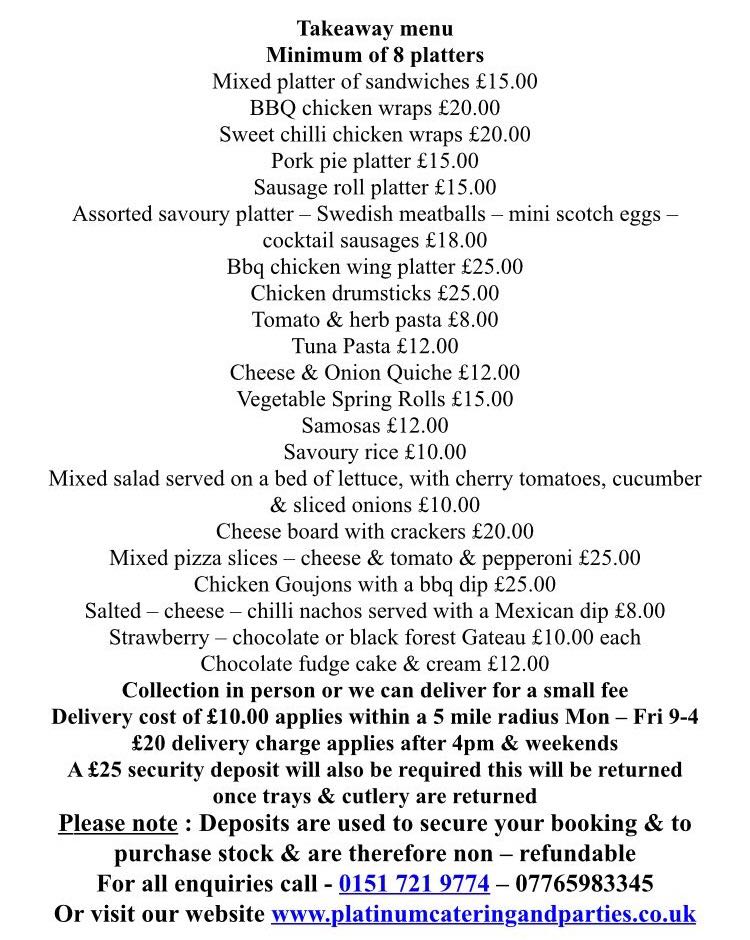 Takeaway menu
Minimum of 8 platters
Mixed platter of sandwiches £15.00
BBQ chicken wraps £20.00
Sweet chilli chicken wraps £20.00
Pork pie platter £15.00
Sausage roll platter £15.00
Assorted savoury platter – Swedish meatballs – mini scotch eggs –
cocktail sausages £18.00
Bbq chicken wing platter £25.00
Chicken drumsticks £25.00
Tomato & herb pasta £8.00
Tuna Pasta £12.00
Cheese & Onion Quiche £12.00
Vegetable Spring Rolls £15.00
Samosas £12.00
Savoury rice £10.00
Mixed salad served on a bed of lettuce, with cherry tomatoes, cucumber
& sliced onions £10.00
Cheese board with crackers £20.00
Mixed pizza slices – cheese & tomato & pepperoni £25.00
Chicken Goujons with a bbq dip £25.00
Salted – cheese – chilli nachos served with a Mexican dip £8.00
Strawberry – chocolate or black forest Gateau £10.00 each
Chocolate fudge cake & cream £12.00
Collection in person or we can deliver for a small fee
Delivery cost of £10.00 applies within a 5 mile radius Mon – Fri 9-4
£20 delivery charge applies after 4pm & weekends
A £25 security deposit will also be required this will be returned
once trays & cutlery are returned
Please note : Deposits are used to secure your booking & to
purchase stock & are therefore non – refundable
For all enquiries call - 0151 721 9774 – 07765983345
Or visit our website www.platinumcateringandparties.co.uk